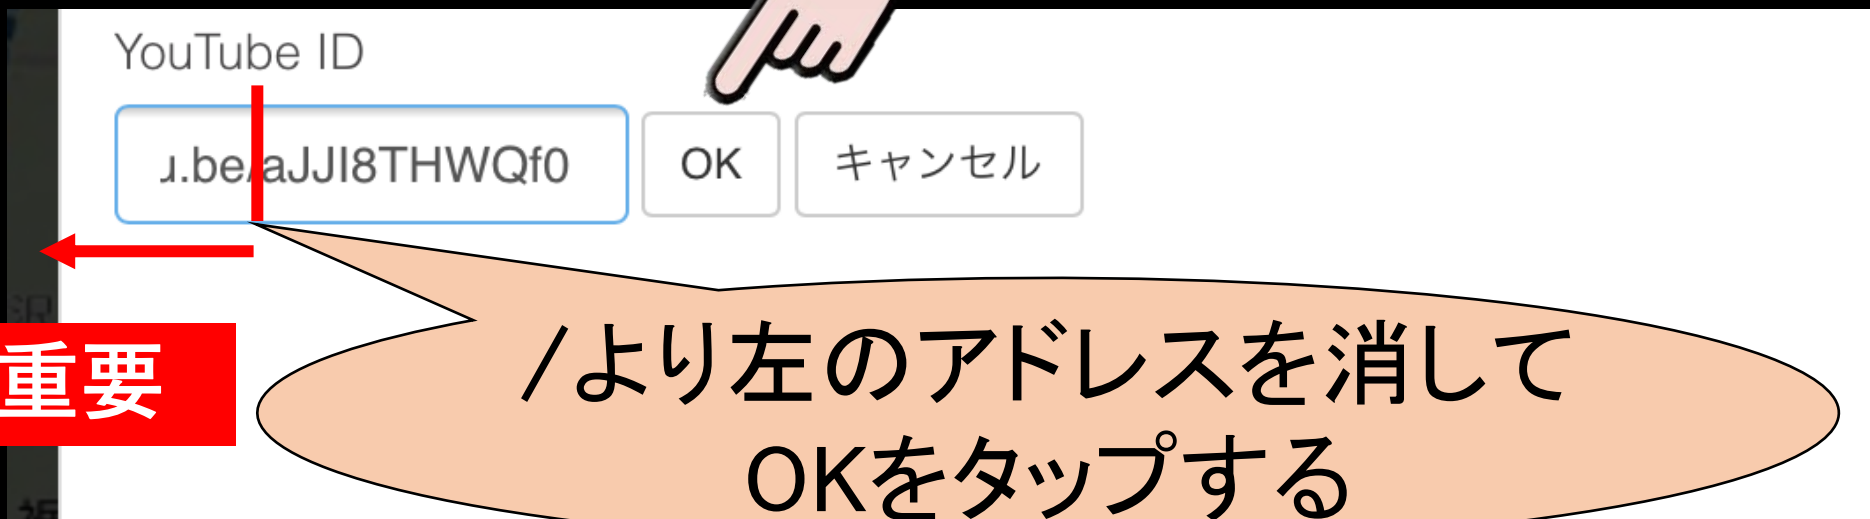 YouTube ID
u.be/aJJI8THWQf0
OK
キャンセル
重要
/より左のアドレスを消して
OKをタップする